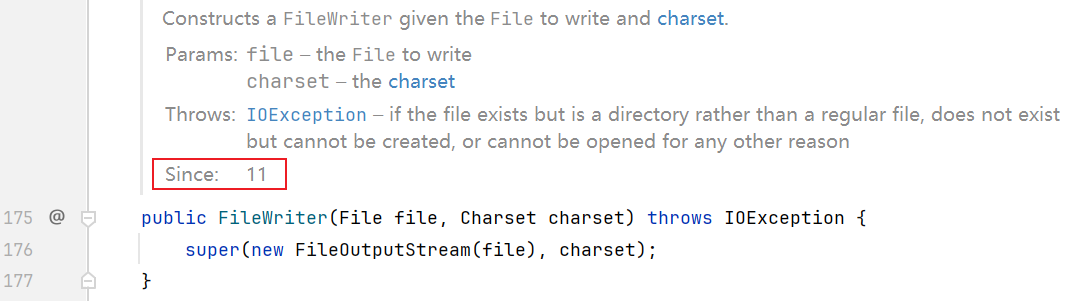 Constructs a FileWriter given the File to write and charset.
Params: file – the File to write
charset – the charset
Throws: IOException – if the file exists but is a directory rather than a regular file, does not exist
but cannot be created, or cannot be opened for any other reason
Since: 11
175 @ public FileWriter(File file, Charset charset) throws IOException {
176 super(new FileOutputStream(file), charset);
177 }